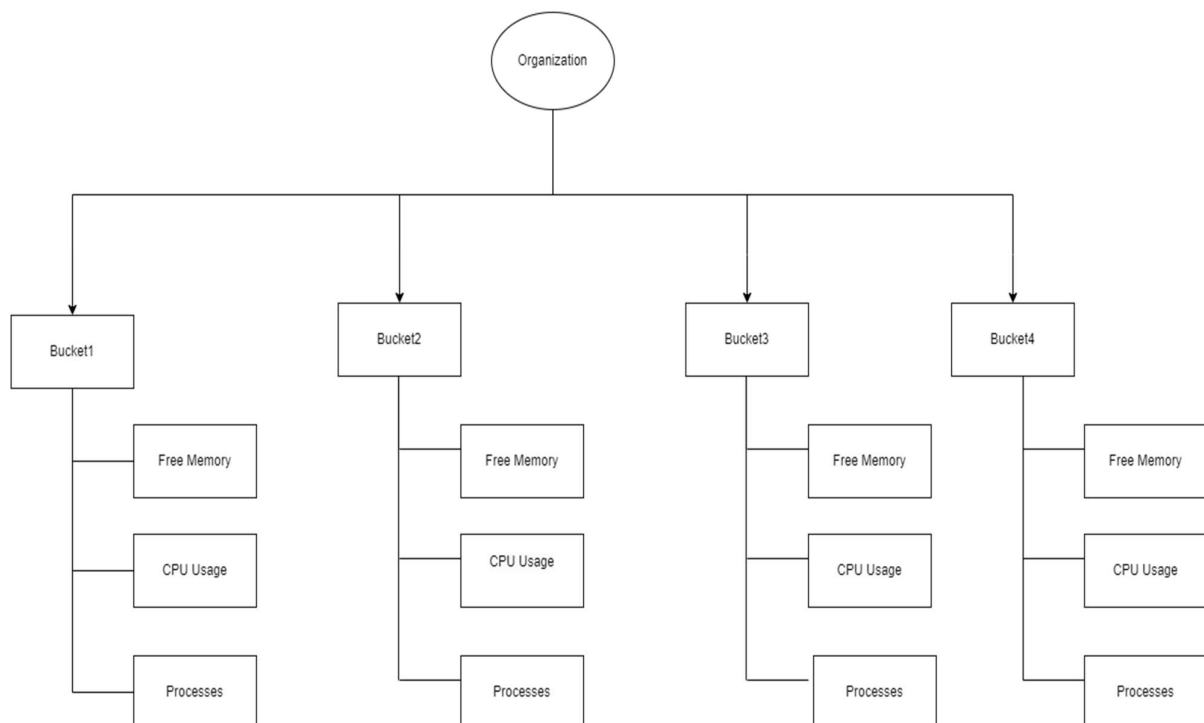 Organization
Bucket1
Bucket2
Bucket3
Bucket4
Free Memory
Free Memory
Free Memory
Free Memory
CPU Usage
CPU Usage
CPU Usage
CPU Usage
Processes
Processes
Processes
Processes